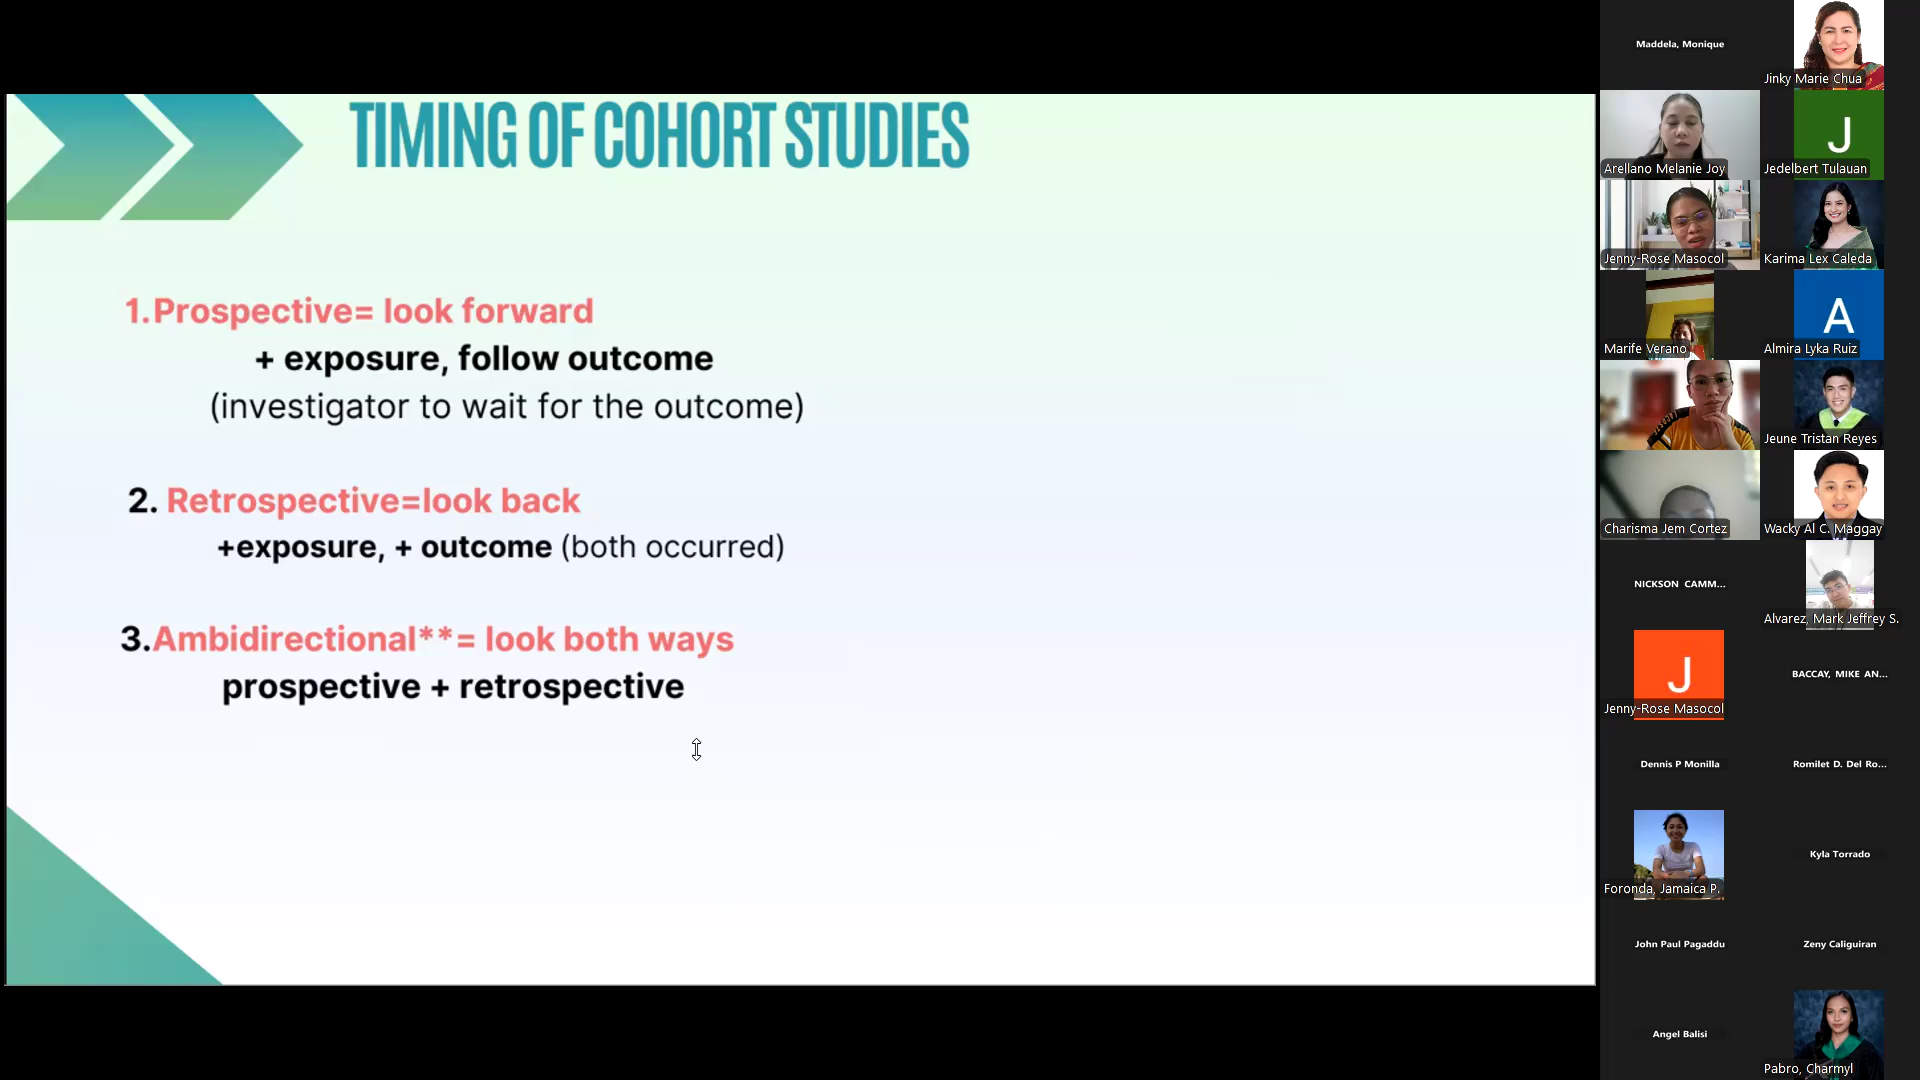 TIMING OF COHORT STUDIES
1.Prospective= look forward
+ exposure, follow outcome
(investigator to wait for the outcome)
2. Retrospective=look back
+exposure, + outcome (both occurred)
3.Ambidirectional**= look both ways
prospective + retrospective
Maddela, Monique
Jinky Marie Chua
Arellano Melanie Joy
J
Jedelbert Tulauan
Jenny-Rose Masocol
Karima Lex Caleda
Marife Verano
A
Almira Lyka Ruiz
Jeune Tristan Reyes
Charisma Jem Cortez
Wacky Al C. Maggay
NICKSON CAMM...
Alvarez, Mark Jeffrey S.
J
Jenny-Rose Masocol
BACCAY, MIKE AN...
Dennis P Monilla
Romilet D. Del Ro...
Foronda, Jamaica P.
Kyla Torrado
John Paul Pagaddu
Zeny Caliguiran
Angel Balisi
Pabro, Charmyl